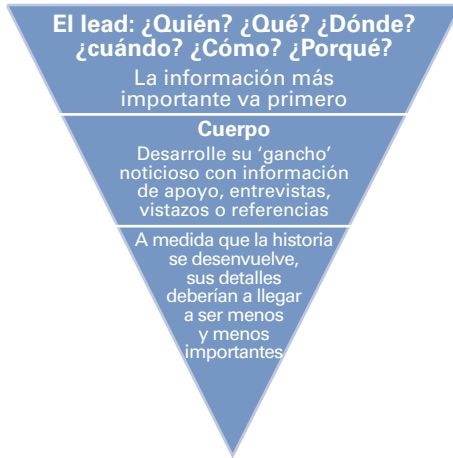 El lead: ¿Quién? ¿Qué? ¿Dónde?
¿cuándo? ¿Cómo? ¿Porqué?
La información más
importante va primero
Cuerpo
Desarrolle su ‘gancho’
noticioso con información
de apoyo, entrevistas,
vistazos o referencias
A medida que la historia
se desenvuelve,
sus detalles
deberían a llegar
a ser menos
y menos
importantes